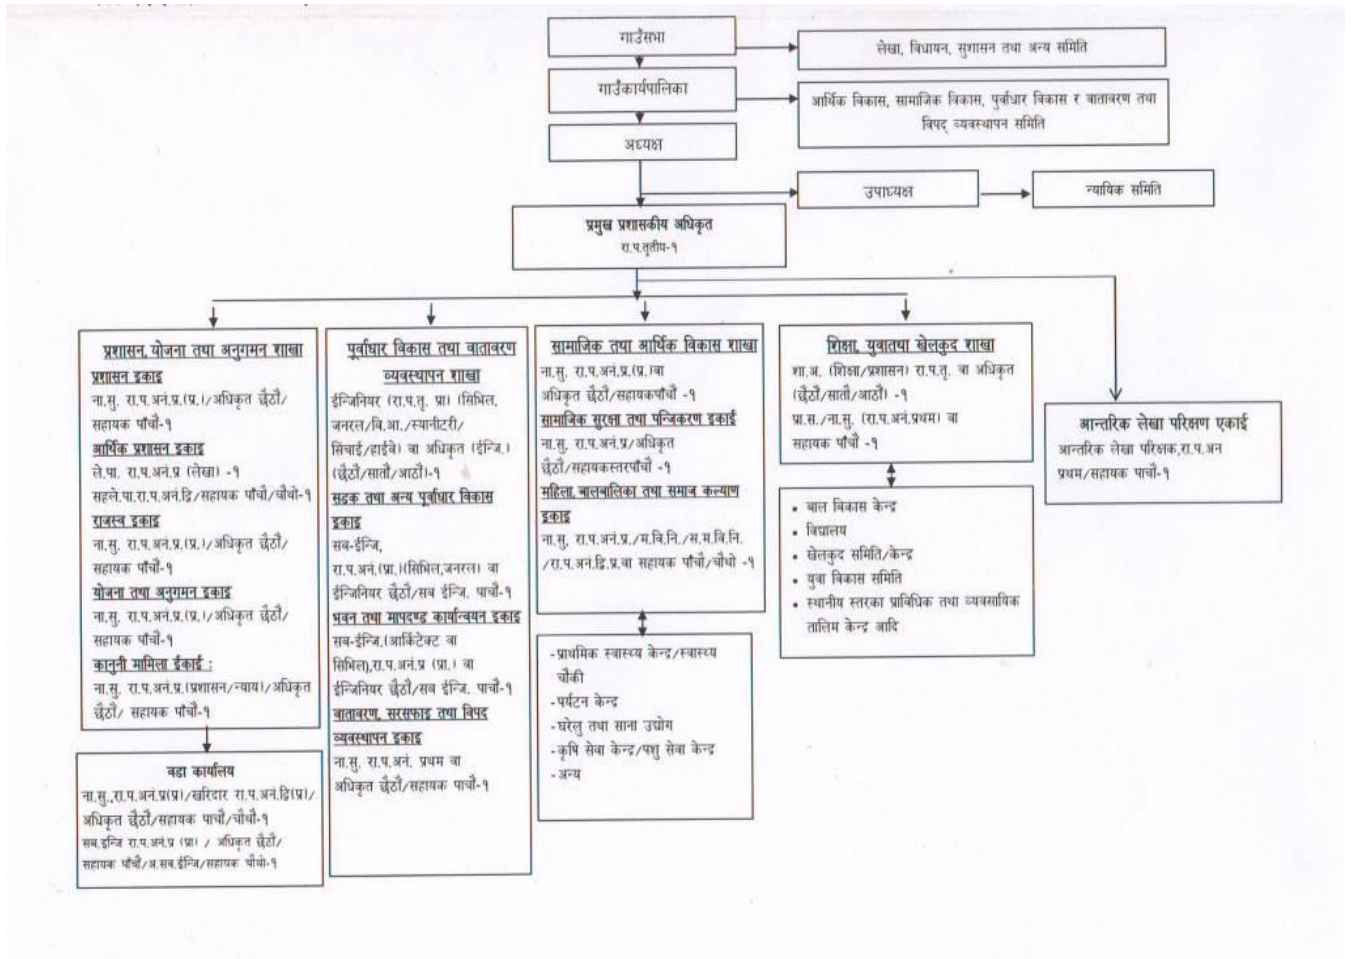 गाउँसभा
लेखा, विधायन, सुशासन तथा अन्य समिति
गाउँकार्यपालिका
आर्थिक विकास, सामाजिक विकास, पुर्वाधार विकास र वातावरण तथा
विपद् व्यवस्थापन समिति
अध्यक्ष
उपाध्यक्ष
न्यायिक समिति
प्रमुख प्रशासकीय अधिकृत
रा.प.तृतीय-१
प्रशासन, योजना तथा अनुगमन शाखा
प्रशासन इकाइ
ना.सु. रा.प.अनं.प्र.(प्र.)/अधिकृत छैठौं/
सहायक पाँचौ-१
आर्थिक प्रशासन इकाइ
ले.पा. रा.प.अनं.प्र (लेखा) -१
सहले.पा.रा.प.अनं.द्वि/सहायक पाँचौ/चौथो-१
राजस्व इकाइ
ना.सु. रा.प.अनं.प्र.(प्र.)/अधिकृत छैठौं/
सहायक पाँचौ-१
योजना तथा अनुगमन इकाइ
ना.सु. रा.प.अनं.प्र.(प्र.)/अधिकृत छैठौं/
सहायक पाँचौ-१
कानुनी मामिला ईकाई :
ना.सु. रा.प.अनं.प्र.(प्रशासन/न्याय)/अधिकृत
छैठौं/ सहायक पाँचौ-१
वडा कार्यालय
ना.सु.,रा.प.अनं.प्र(प्र)/खरिदार रा.प.अनं.द्वि(प्र)/
अधिकृत छैठौं/सहायक पाचौ/चौथौ-१
सब.इन्जि रा.प.अनं.प्र (प्रा) / अधिकृत छैठौं/
सहायक पाँचौ/अ.सब.ईन्जि/सहायक चौथो-१
पूर्वाधार विकास तथा वातावरण
व्यवस्थापन शाखा
ईन्जिनियर (रा.प.तृ. प्रा) (सिभिल,
जनरल/बि.आ./स्यानीटरी/
सिंचाई/हाईवे) वा अधिकृत (ईन्जि.)
(छैठौं/सातौं/आठौं)-१
सडक तथा अन्य पूर्वाधार विकास
इकाइ
सब-ईन्जि,
रा.प.अनं.(प्रा.)(सिभिल,जनरल) वा
ईन्जिनियर छैठौं/सब ईन्जि. पाचौ-१
भवन तथा मापदण्ड कार्यान्वयन इकाइ
सब-ईन्जि.(आर्किटेक्ट वा
सिभिल),रा.प.अनं.प्र (प्रा.) वा
ईन्जिनियर छैठौं/सब ईन्जि. पाचौ-१
वातावरण, सरसफाइ तथा विपद
व्यवस्थापन इकाइ
ना.सु. रा.प.अनं. प्रथम वा
अधिकृत छैठौं/सहायक पाचौ-१
सामाजिक तथा आर्थिक विकास शाखा
ना.सु. रा.प.अनं.प्र.(प्र.)वा
अधिकृत छैठौं/सहायकपाँचौ -१
सामाजिक सुरक्षा तथा पन्जिकरण इकाई
ना.सु. रा.प.अनं.प्र/अधिकृत
छैठौं/सहायकस्तरपाँचौ -१
महिला, बालबालिका तथा समाज कल्याण
इकाइ
ना.सु. रा.प.अनं.प्र./म.वि.नि./स.म.वि.नि.
/रा.प.अनं.द्वि.प्र.वा सहायक पाँचौ/चौथो -१
-प्राथमिक स्वास्थ्य केन्द्र/स्वास्थ्य
चौकी
-पर्यटन केन्द्र
-घरेलु तथा साना उद्योग
-कृषि सेवा केन्द्र/पशु सेवा केन्द्र
-अन्य
शिक्षा, युवातथा खेलकुद शाखा
शा.अ. (शिक्षा/प्रशासन) रा.प.तृ. वा अधिकृत
(छैठौं/सातौं/आठौं) -१
प्रा.स./ना.सु. (रा.प.अनं.प्रथम) वा
सहायक पाँचौ -१
• बाल विकास केन्द्र
• विद्यालय
• खेलकुद समिति/केन्द्र
• युवा विकास समिति
• स्थानीय स्तरका प्राविधिक तथा व्यवसायिक
तालिम केन्द्र आदि
आन्तरिक लेखा परिक्षण एकाई
आन्तरिक लेखा परिक्षक,रा.प.अन
प्रथम/सहायक पाचौ-१